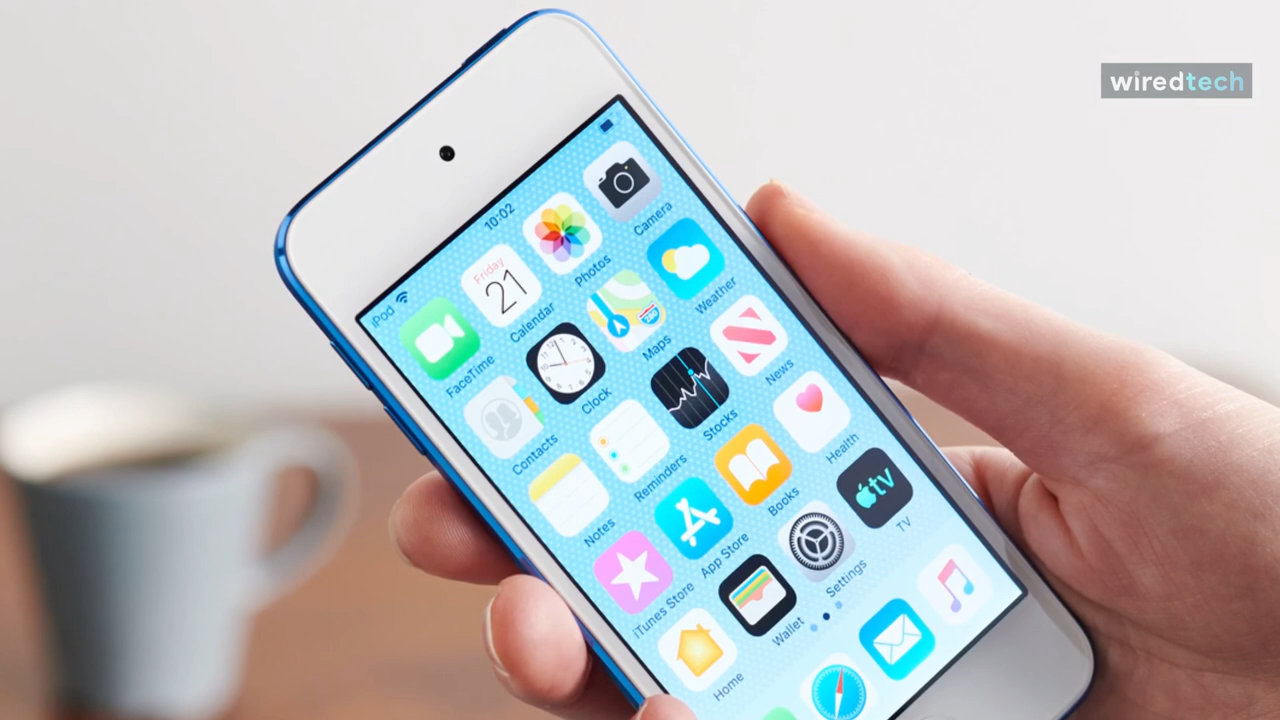 wiredtech
iPod
10:02
FaceTime
Friday
21
Calendar
Photos
Camera
Contacts
Clock
Maps
Weather
Notes
Reminders
Stocks
News
iTunes Store
App Store
Books
Health
Home
Wallet
Settings
tv
TV